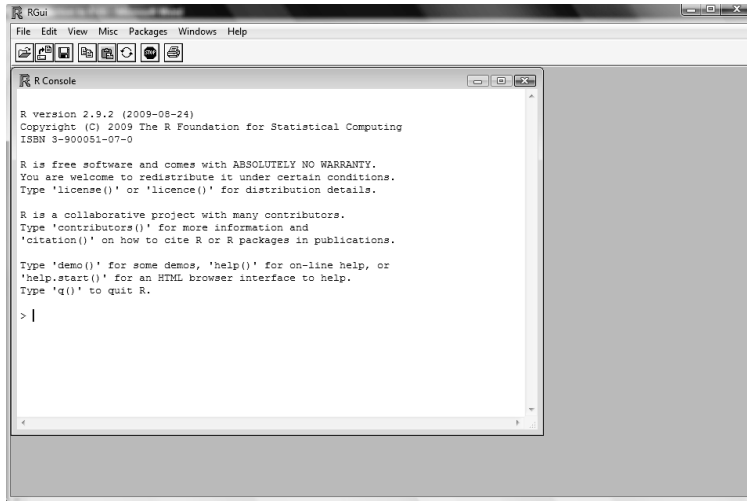 RGui
File Edit View Misc Packages Windows Help
STOP
R Console
R version 2.9.2 (2009-08-24)
Copyright (C) 2009 The R Foundation for Statistical Computing
ISBN 3-900051-07-0
R is free software and comes with ABSOLUTELY NO WARRANTY.
You are welcome to redistribute it under certain conditions.
Type 'license()' or 'licence()' for distribution details.
R is a collaborative project with many contributors.
Type 'contributors()' for more information and
'citation()' on how to cite R or R packages in publications.
Type 'demo()' for some demos, 'help()' for on-line help, or
'help.start()' for an HTML browser interface to help.
Type 'q()' to quit R.
>